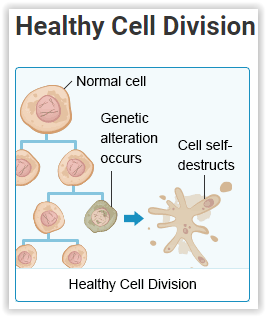 Healthy Cell Division
Normal cell
Genetic
alteration
occurs
Cell self-
destructs
Healthy Cell Division